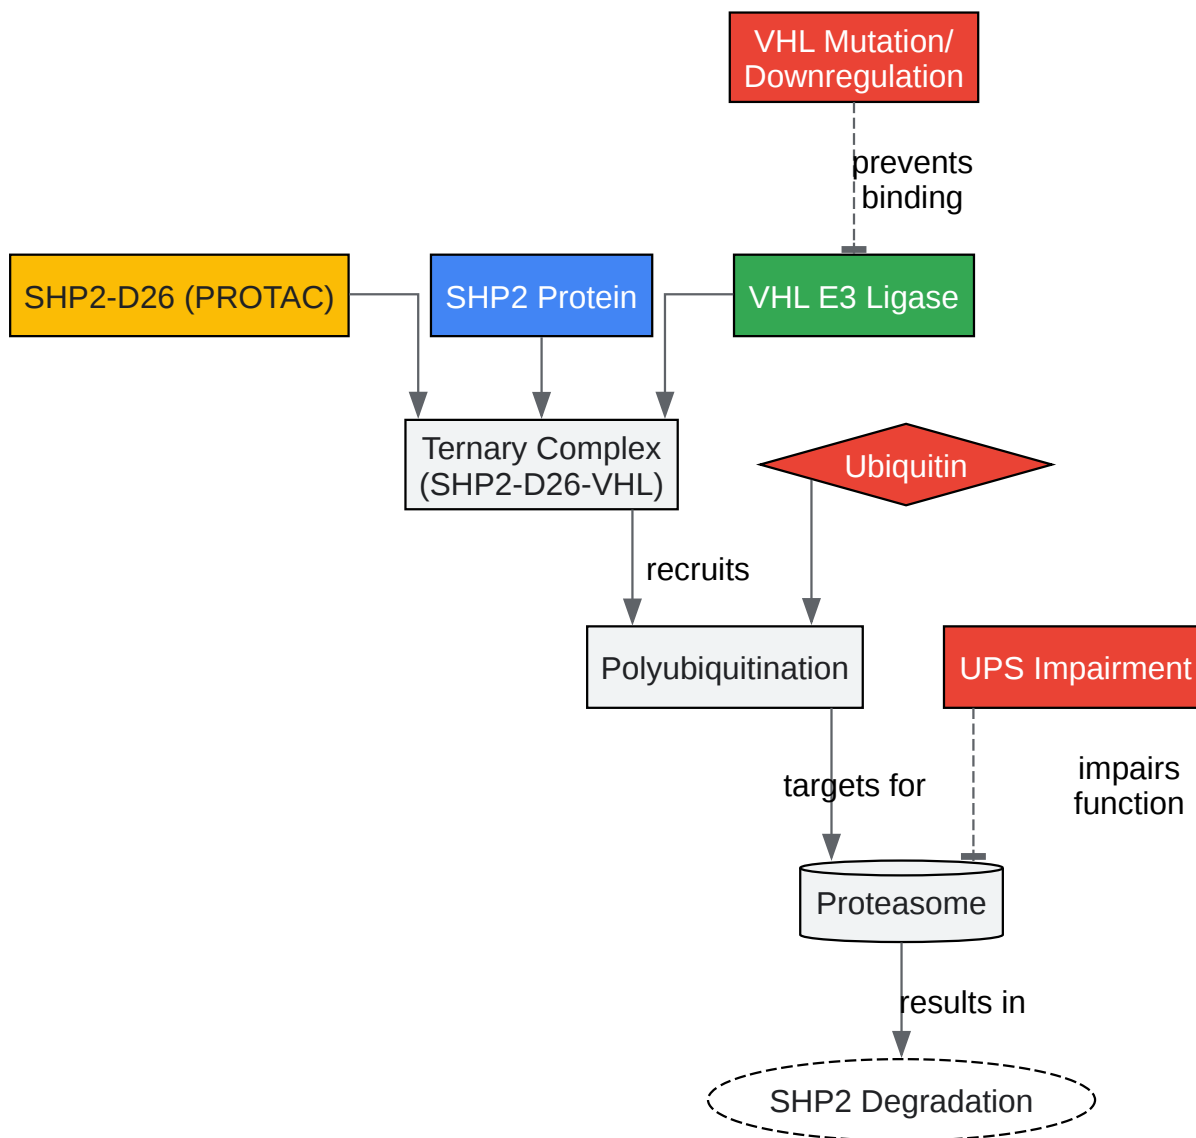 VHL Mutation/
Downregulation
prevents
binding
SHP2-D26 (PROTAC)
SHP2 Protein
VHL E3 Ligase
Ternary Complex
(SHP2-D26-VHL)
Ubiquitin
recruits
Polyubiquitination
UPS Impairment
targets for
impairs
function
Proteasome
results in
SHP2 Degradation